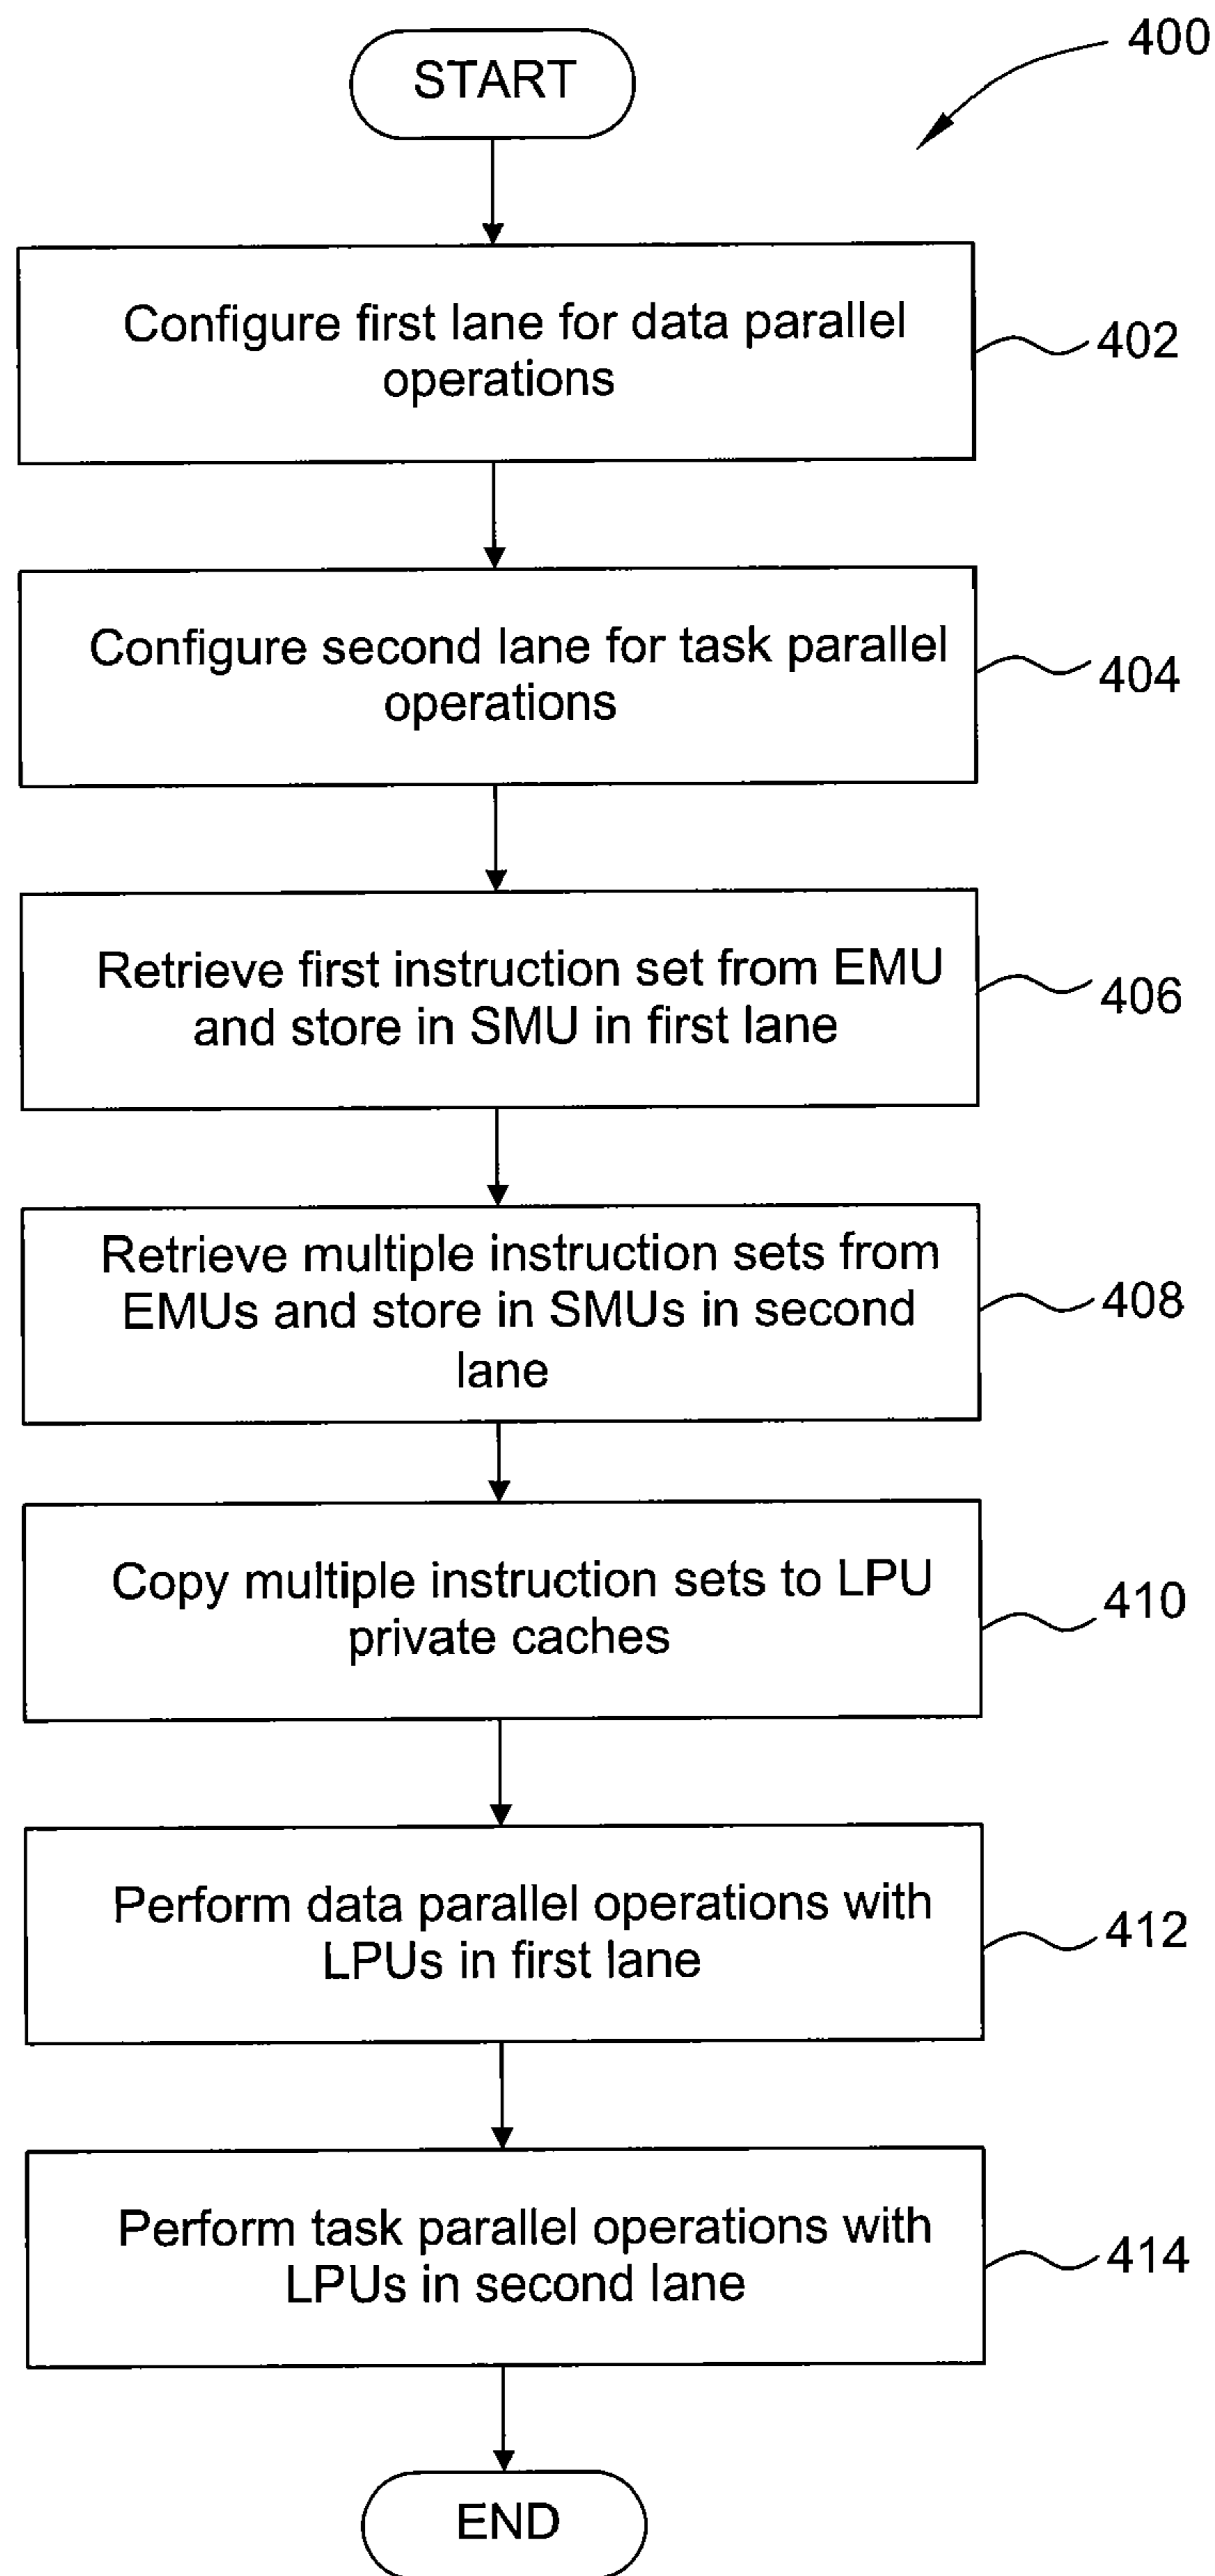 400
START
Configure first lane for data parallel
operations
402
Configure second lane for task parallel
operations
404
Retrieve first instruction set from EMU
and store in SMU in first lane
406
Retrieve multiple instruction sets from
EMUs and store in SMUs in second
lane
408
Copy multiple instruction sets to LPU
private caches
410
Perform data parallel operations with
LPUs in first lane
412
Perform task parallel operations with
LPUs in second lane
414
END